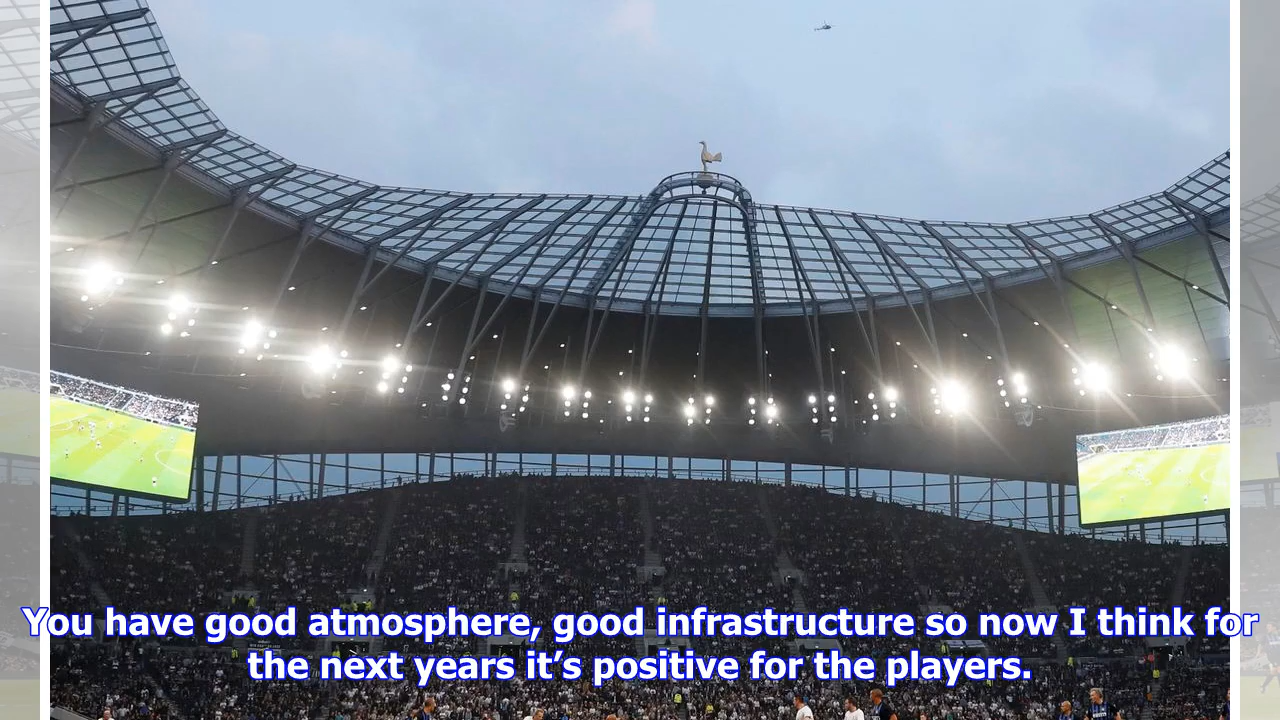 You have good atmosphere, good infrastructure so now I think for
the next years it’s positive for the players.